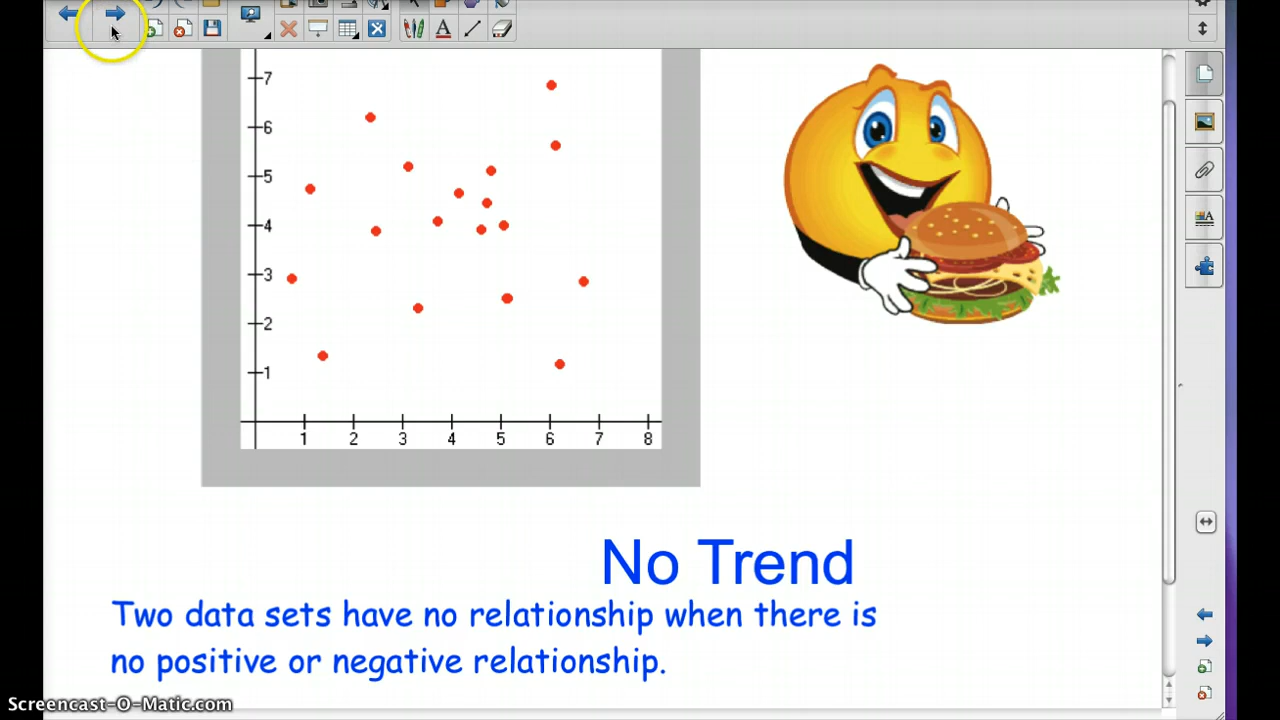 7
6
5
4
3
2
1
1 2 3 4 5 6 7 8
No Trend
Two data sets have no relationship when there is
no positive or negative relationship.
Screencast-O-Matic.com